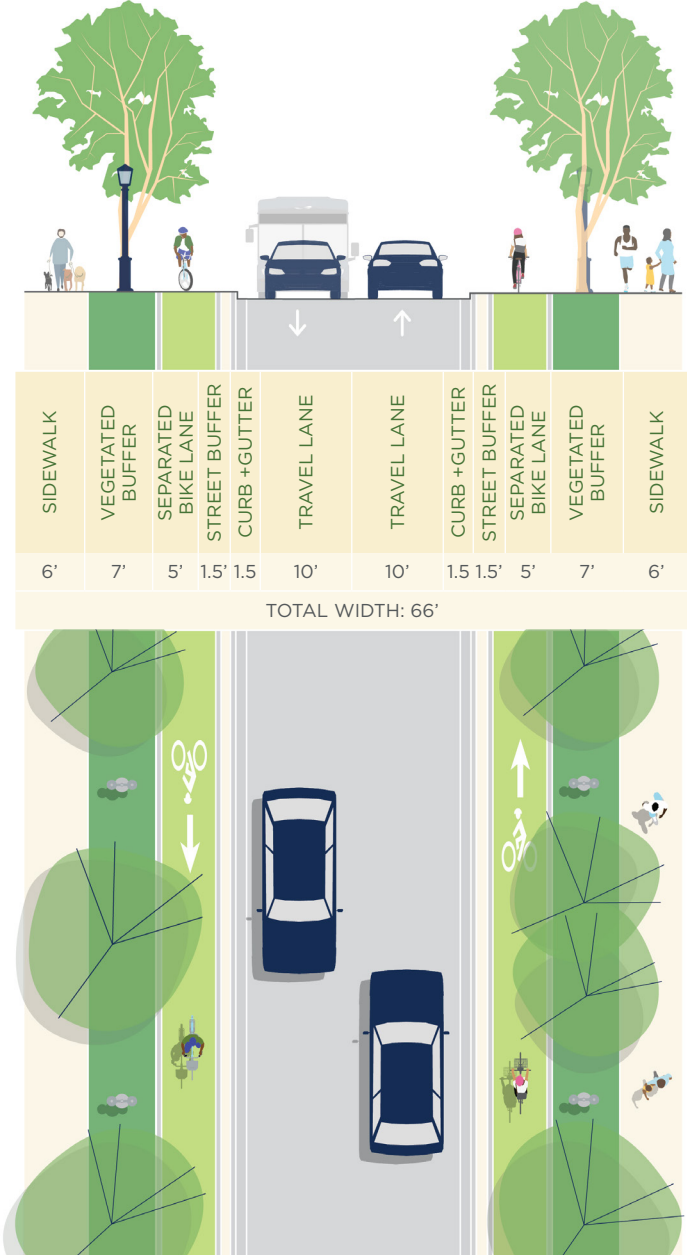 SIDEWALK
VEGETATED
BUFFER
SEPARATED
BIKE LANE
STREET BUFFER
CURB +GUTTER
TRAVEL LANE
TRAVEL LANE
CURB +GUTTER
STREET BUFFER
SEPARATED
BIKE LANE
VEGETATED
BUFFER
SIDEWALK
6’ 7’ 5’ 1.5’ 1.5 10’ 10’ 1.5 1.5’ 5’ 7’ 6’
TOTAL WIDTH: 66’